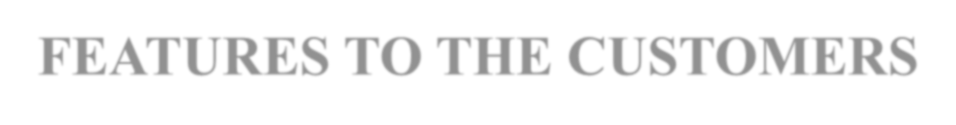 FEATURES TO THE CUSTOMERS